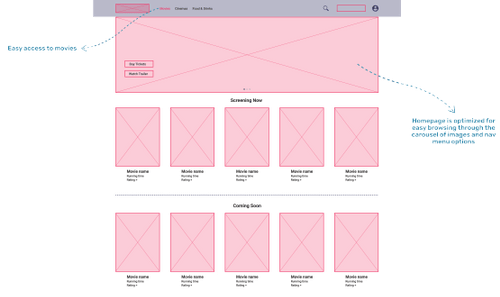 Movies Cinemas Food & Drinks
Easy access to movies
Buy Tickets
Watch Trailer
Homepage is optimized for
easy browsing through the
carousel of images and nav
menu options
Screening Now
Movie name Movie name Movie name Movie name Movie name
Running time Running time Running time Running time Running time
Rating • Rating • Rating • Rating • Rating •
Coming Soon
Movie name Movie name Movie name Movie name Movie name
Running time Running time Running time Running time Running time
Rating • Rating • Rating • Rating • Rating •